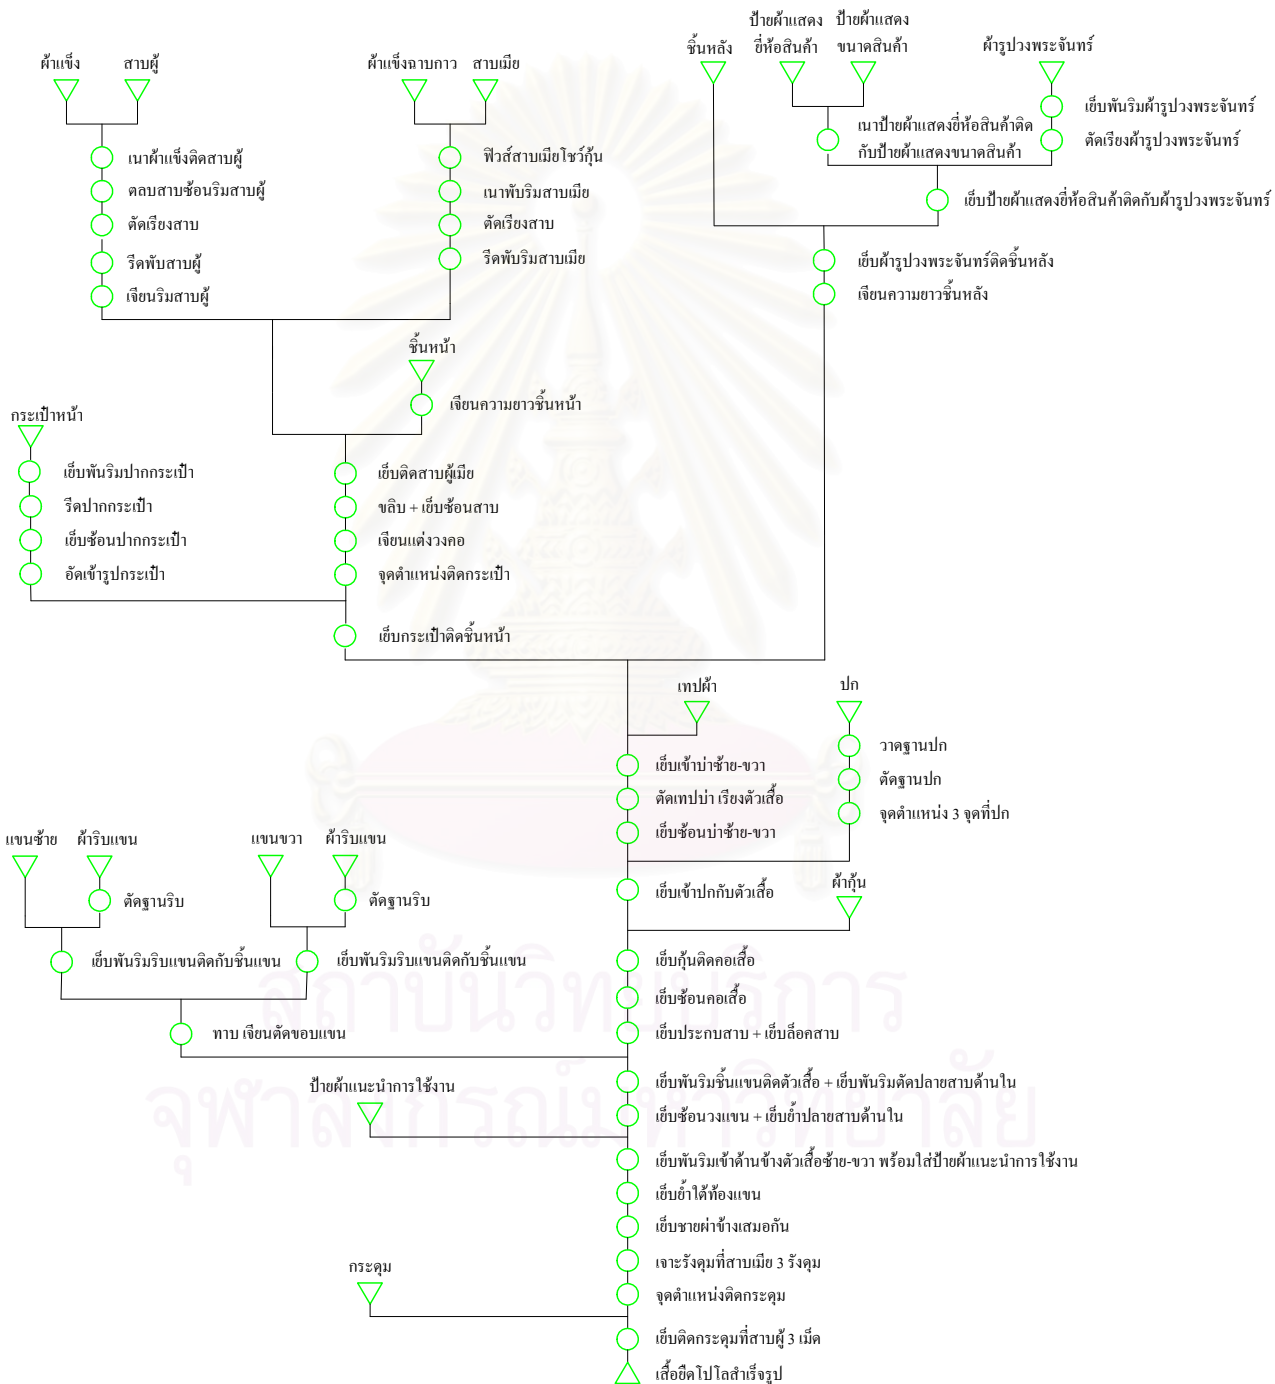 ป้ายผ้าแสดง
ยี่ห้อสินค้า
ป้ายผ้าแสดง
ขนาดสินค้า
ชิ้นหลัง
ผ้ารูปวงพระจันทร์
ผ้าแข็ง
สาบผู้
ผ้าแข็งฉาบกาว
สาบเมีย
เย็บพันริมผ้ารูปวงพระจันทร์
เนาป้ายผ้าแสดงยี่ห้อสินค้าติด
กับป้ายผ้าแสดงขนาดสินค้า
ตัดเรียงผ้ารูปวงพระจันทร์
เนาผ้าแข็งติดสาบผู้
ฟิวส์สาบเมียโชว์กุ้น
ตลบสาบซ้อนริมสาบผู้
เนาพับริมสาบเมีย
เย็บป้ายผ้าแสดงยี่ห้อสินค้าติดกับผ้ารูปวงพระจันทร์
ตัดเรียงสาบ
ตัดเรียงสาบ
รีดพับสาบผู้
รีดพับริมสาบเมีย
เย็บผ้ารูปวงพระจันทร์ติดชิ้นหลัง
เจียนริมสาบผู้
เจียนความยาวชิ้นหลัง
ชิ้นหน้า
เจียนความยาวชิ้นหน้า
กระเป๋าหน้า
เย็บพันริมปากกระเป๋า
เย็บติดสาบผู้เมีย
รีดปากกระเป๋า
ขลิบ + เย็บซ้อนสาบ
เย็บซ้อนปากกระเป๋า
เจียนแต่งวงคอ
อัดเข้ารูปกระเป๋า
จุดตำแหน่งติดกระเป๋า
เย็บกระเป๋าติดชิ้นหน้า
เทปผ้า
ปก
วาดฐานปก
เย็บเข้าบ่าซ้าย-ขวา
ตัดฐานปก
ตัดเทปบ่า เรียงตัวเสื้อ
จุดตำแหน่ง 3 จุดที่ปก
เย็บซ้อนบ่าซ้าย-ขวา
แขนซ้าย
ผ้าริบแขน
แขนขวา
ผ้าริบแขน
ผ้ากุ้น
เย็บเข้าปกกับตัวเสื้อ
ตัดฐานริบ
ตัดฐานริบ
เย็บพันริมริบแขนติดกับชิ้นแขน
เย็บพันริมริบแขนติดกับชิ้นแขน
เย็บกุ้นติดคอเสื้อ
เย็บซ้อนคอเสื้อ
สถาบันวิทยบริการ
ทาบ เจียนตัดขอบแขน
เย็บประกบสาบ + เย็บล็อคสาบ
เย็บพันริมชิ้นแขนติดตัวเสื้อ + เย็บพันริมตัดปลายสาบด้านใน
ป้ายผ้าแนะนำการใช้งาน
จุฬาลงกรณ์มหาวิทยาลัย
เย็บซ้อนวงแขน + เย็บย้ำปลายสาบด้านใน
เย็บพันริมเข้าด้านข้างตัวเสื้อซ้าย-ขวา พร้อมใส่ป้ายผ้าแนะนำการใช้งาน
เย็บย้ำใต้ท้องแขน
เย็บชายผ่าข้างเสมอกัน
เจาะรังดุมที่สาบเมีย 3 รังดุม
กระดุม
จุดตำแหน่งติดกระดุม
เย็บติดกระดุมที่สาบผู้ 3 เม็ด
เสื้อยืดโปโลสำเร็จรูป